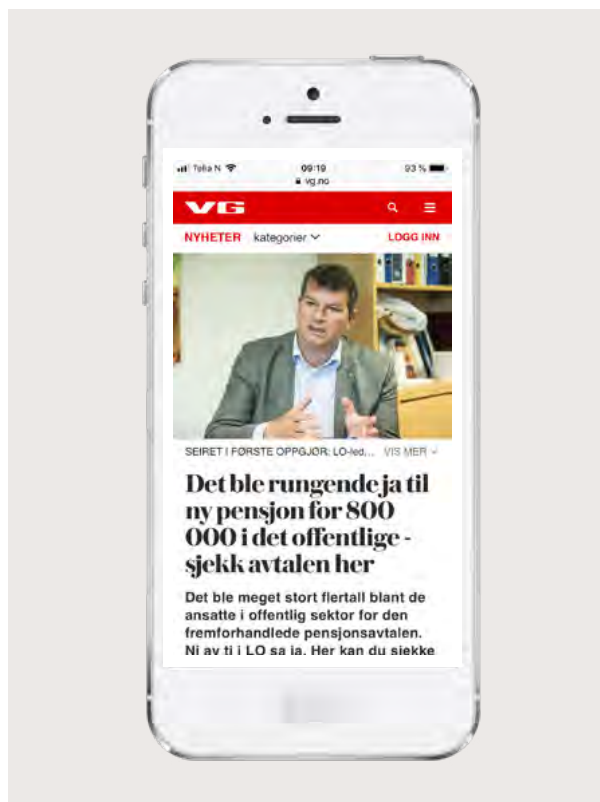 Telia N 09:19 93 %
vg.no
VG
NYHETER kategorier LOGG INN
SEIRET I FØRSTE OPPGJØR: LO-led... VIS MER
Det ble rungende ja til
ny pensjon for 800
000 i det offentlige -
sjekk avtalen her
Det ble meget stort flertall blant de
ansatte i offentlig sektor for den
fremforhandlede pensjonsavtalen.
Ni av ti i LO sa ja. Her kan du sjekke